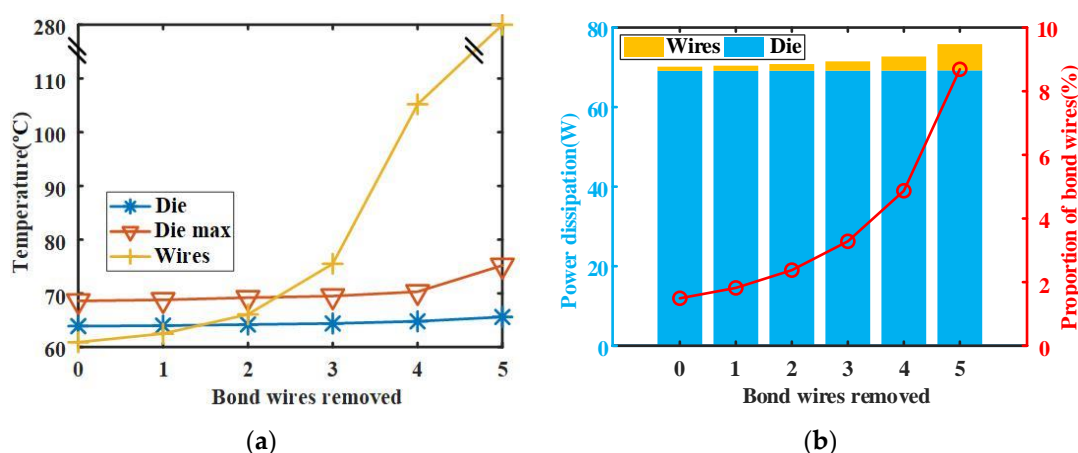 280
110
100
90
80
70
60
Temperature(°C)
Die
Die max
Wires
0 1 2 3 4 5
Bond wires removed
(a)
80
60
40
20
0
Power dissipation(W)
Wires Die
10
8
6
4
2
0
Proportion of bond wires(%)
0 1 2 3 4 5
Bond wires removed
(b)